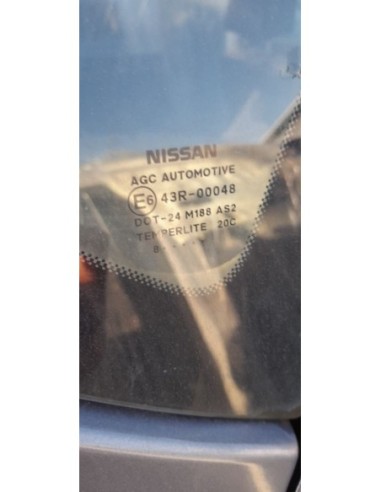 NISSAN
AGC AUTOMOTIVE
E6 43R-00048
DOT-24 M188 AS2
TEMPERLITE 20C